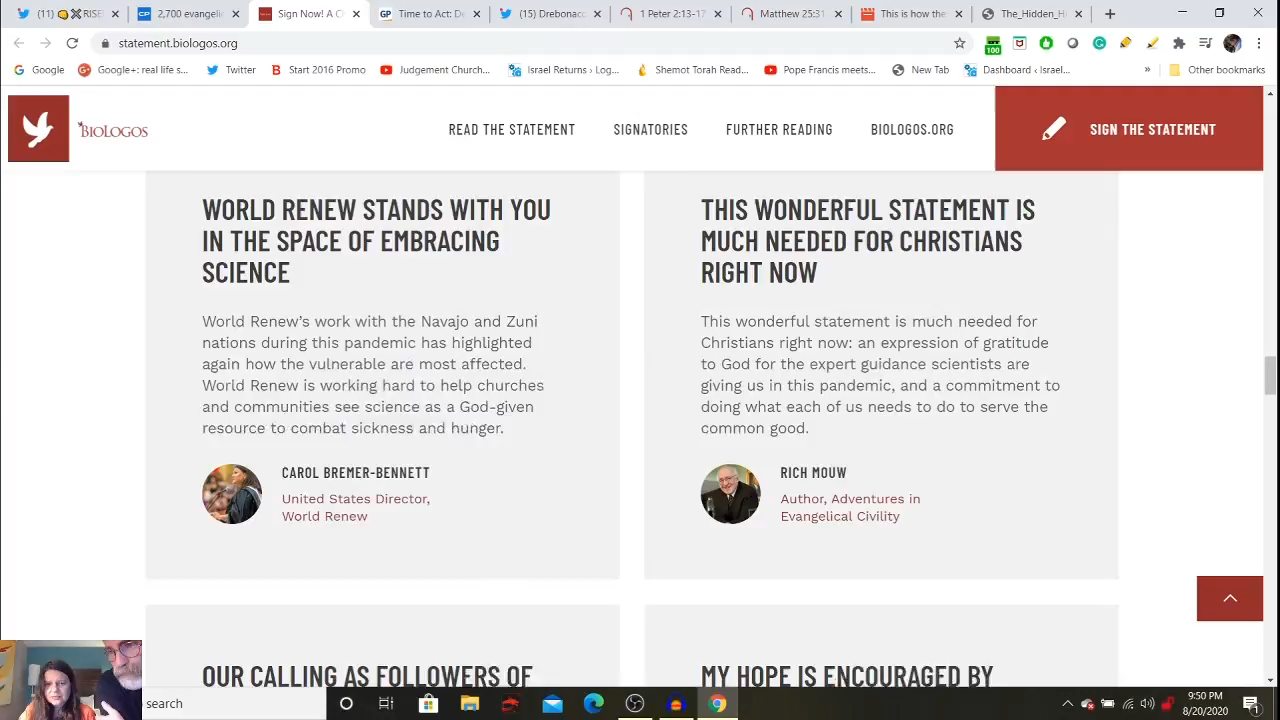 (1) RISE
2,700 evangeli
Sign Now! A C
Time to Act: De
(5) Drebonac
1 Peter 2:13-1
Matthew 25:31
This is how the
The_Hidden_H
statement.biologos.org
100
Google
Google+: real life s...
Twitter
Start 2016 Promo
Judgement Church...
Israel Returns › Log...
Shemot Torah Read...
Pope Francis meets...
New Tab
Dashboard ‹ Israel...
»
Other bookmarks
BIOLOGOS
READ THE STATEMENT
SIGNATORIES
FURTHER READING
BIOLOGOS.ORG
SIGN THE STATEMENT
WORLD RENEW STANDS WITH YOU
IN THE SPACE OF EMBRACING
SCIENCE
World Renew's work with the Navajo and Zuni
nations during this pandemic has highlighted
again how the vulnerable are most affected.
World Renew is working hard to help churches
and communities see science as a God-given
resource to combat sickness and hunger.
CAROL BREMER-BENNETT
United States Director,
World Renew
THIS WONDERFUL STATEMENT IS
MUCH NEEDED FOR CHRISTIANS
RIGHT NOW
This wonderful statement is much needed for
Christians right now: an expression of gratitude
to God for the expert guidance scientists are
giving us in this pandemic, and a commitment to
doing what each of us needs to do to serve the
common good.
RICH MOUW
Author, Adventures in
Evangelical Civility
OUR CALLING AS FOLLOWERS OF
MY HOPE IS ENCOURAGED BY
search
9:50 PM
8/20/2020